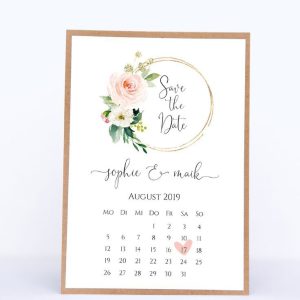 Save
the
Date
sophie & maik
August 2019
MO DI MI DO FR SA SO
1 2 3 4
5 6 7 8 9 10 11
12 13 14 15 16 17 18
19 20 21 22 23 24 25
26 27 28 29 30 31